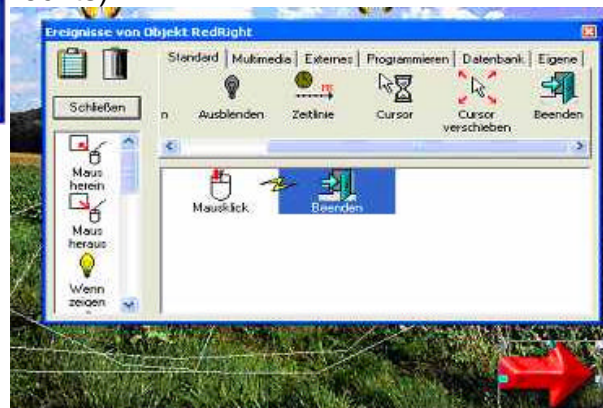 Ereignisse von Objekt RedRight
Standard Multimedia Externes Programmieren Datenbank Eigene
Schließen
n Ausblenden Zeitlinie Cursor Cursor verschieben Beenden
Maus herein
Maus heraus
Wenn zeigen
Mausklick Beenden